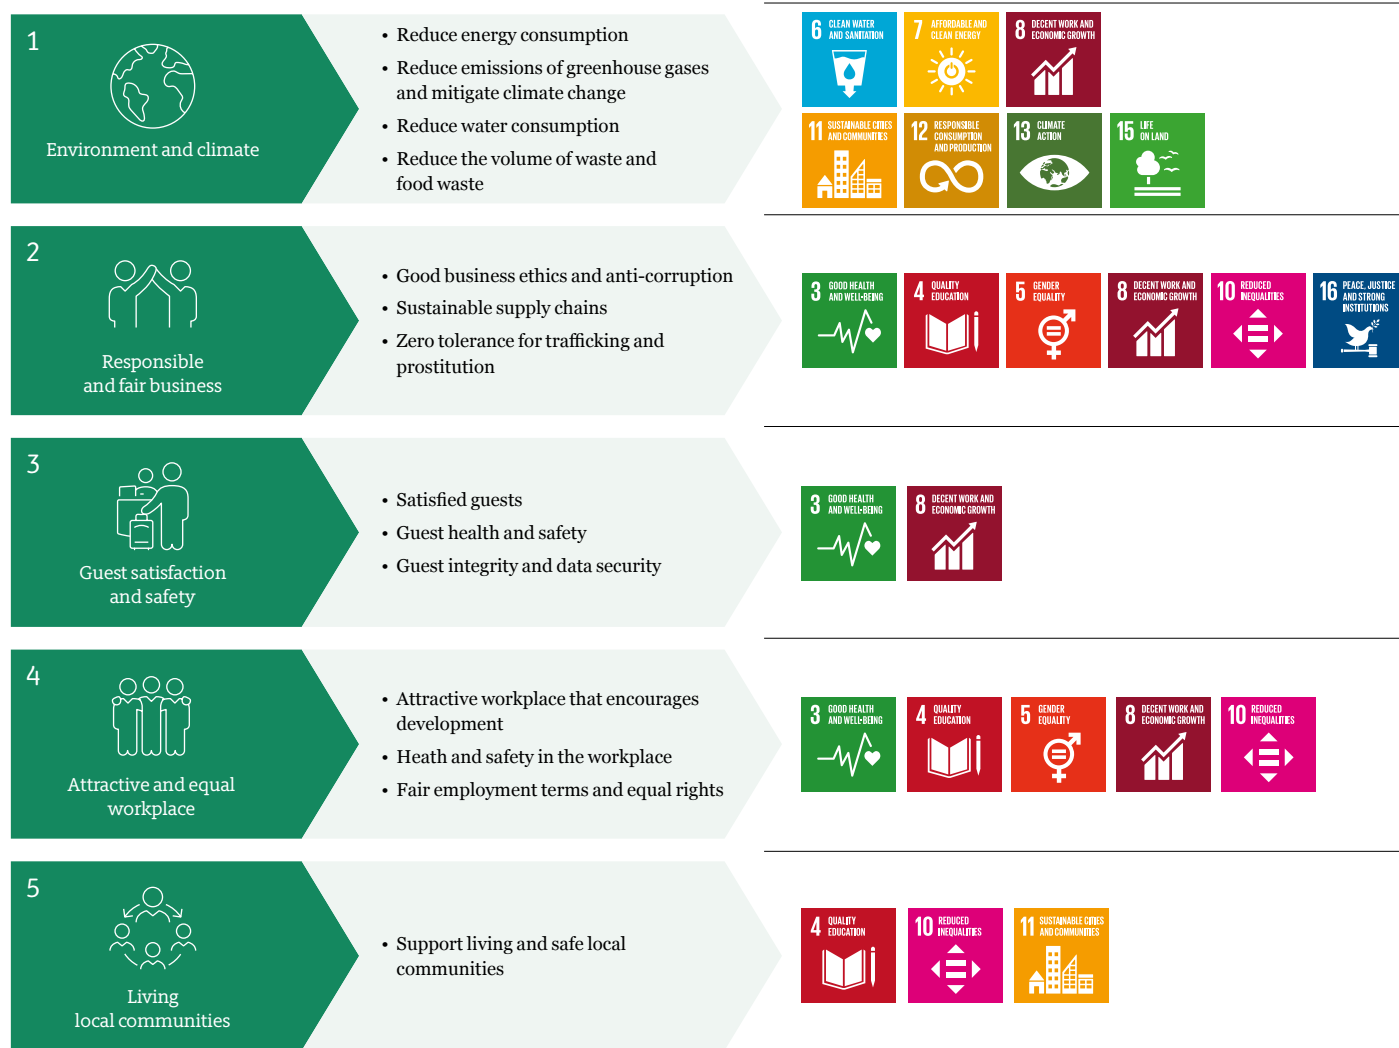 1
Environment and climate
• Reduce energy consumption
• Reduce emissions of greenhouse gases
and mitigate climate change
• Reduce water consumption
• Reduce the volume of waste and
food waste
6 CLEAN WATER
AND SANITATION
7 AFFORDABLE AND
CLEAN ENERGY
8 DECENT WORK AND
ECONOMIC GROWTH
11 SUSTAINABLE CITIES
AND COMMUNITIES
12 RESPONSIBLE
CONSUMPTION
AND PRODUCTION
13 CLIMATE
ACTION
15 LIFE
ON LAND
2
Responsible
and fair business
• Good business ethics and anti-corruption
• Sustainable supply chains
• Zero tolerance for trafficking and
prostitution
3 GOOD HEALTH
AND WELL-BEING
4 QUALITY
EDUCATION
5 GENDER
EQUALITY
8 DECENT WORK AND
ECONOMIC GROWTH
10 REDUCED
INEQUALITIES
16 PEACE, JUSTICE
AND STRONG
INSTITUTIONS
3
Guest satisfaction
and safety
• Satisfied guests
• Guest health and safety
• Guest integrity and data security
3 GOOD HEALTH
AND WELL-BEING
8 DECENT WORK AND
ECONOMIC GROWTH
4
Attractive and equal
workplace
• Attractive workplace that encourages
development
• Heath and safety in the workplace
• Fair employment terms and equal rights
3 GOOD HEALTH
AND WELL-BEING
4 QUALITY
EDUCATION
5 GENDER
EQUALITY
8 DECENT WORK AND
ECONOMIC GROWTH
10 REDUCED
INEQUALITIES
5
Living
local communities
• Support living and safe local
communities
4 QUALITY
EDUCATION
10 REDUCED
INEQUALITIES
11 SUSTAINABLE CITIES
AND COMMUNITIES